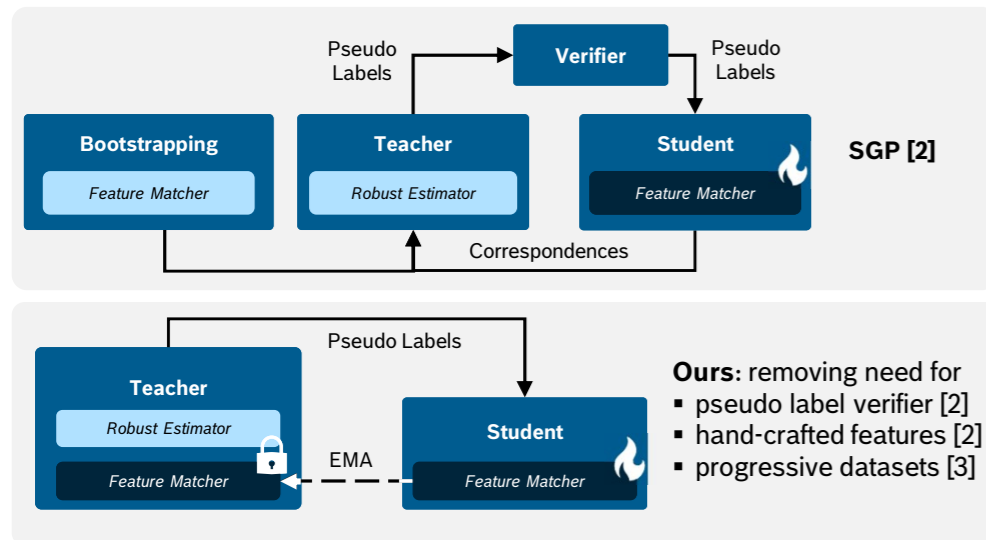 Pseudo
Labels
Verifier
Pseudo
Labels
Bootstrapping
Feature Matcher
Teacher
Robust Estimator
Student
Feature Matcher
SGP [2]
Correspondences
Pseudo Labels
Teacher
Robust Estimator
Feature Matcher
EMA
Student
Feature Matcher
Ours: removing need for
▪ pseudo label verifier [2]
▪ hand-crafted features [2]
▪ progressive datasets [3]